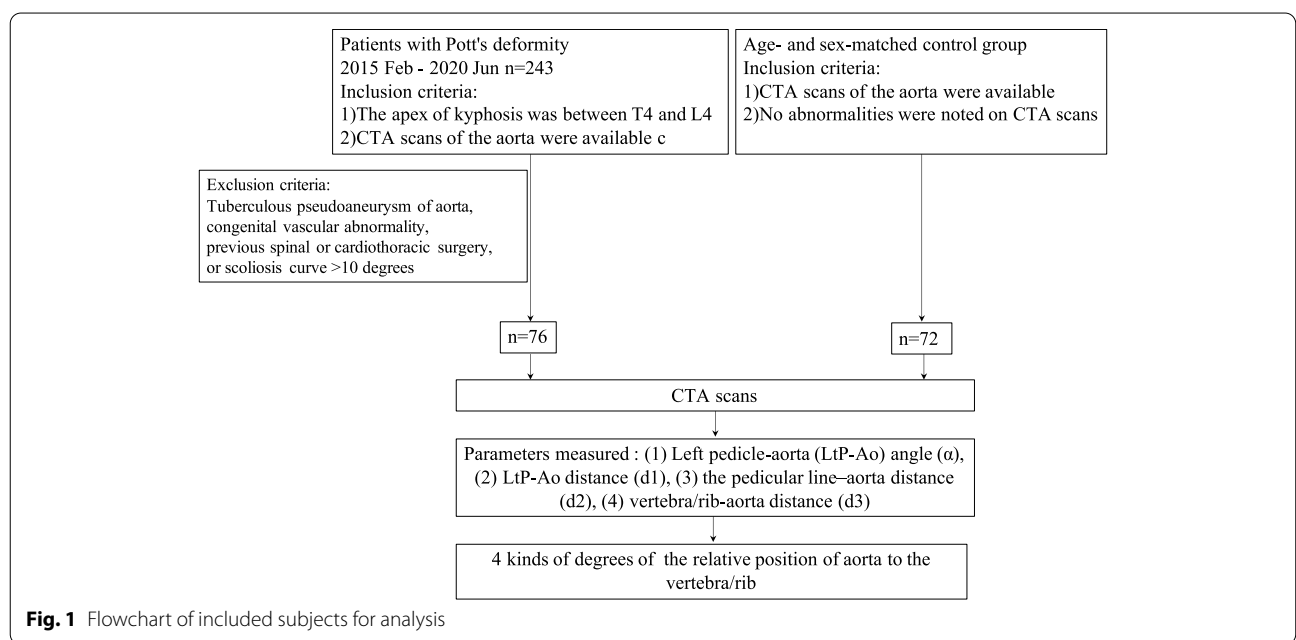 Patients with Pott's deformity
2015 Feb - 2020 Jun n=243
Inclusion criteria:
1)The apex of kyphosis was between T4 and L4
2)CTA scans of the aorta were available c
Age- and sex-matched control group
Inclusion criteria:
1)CTA scans of the aorta were available
2)No abnormalities were noted on CTA scans
Exclusion criteria:
Tuberculous pseudoaneurysm of aorta,
congenital vascular abnormality,
previous spinal or cardiothoracic surgery,
or scoliosis curve >10 degrees
n=76
n=72
CTA scans
Parameters measured : (1) Left pedicle-aorta (LtP-Ao) angle (α),
(2) LtP-Ao distance (d1), (3) the pedicular line–aorta distance
(d2), (4) vertebra/rib-aorta distance (d3)
4 kinds of degrees of the relative position of aorta to the
vertebra/rib
Fig. 1 Flowchart of included subjects for analysis